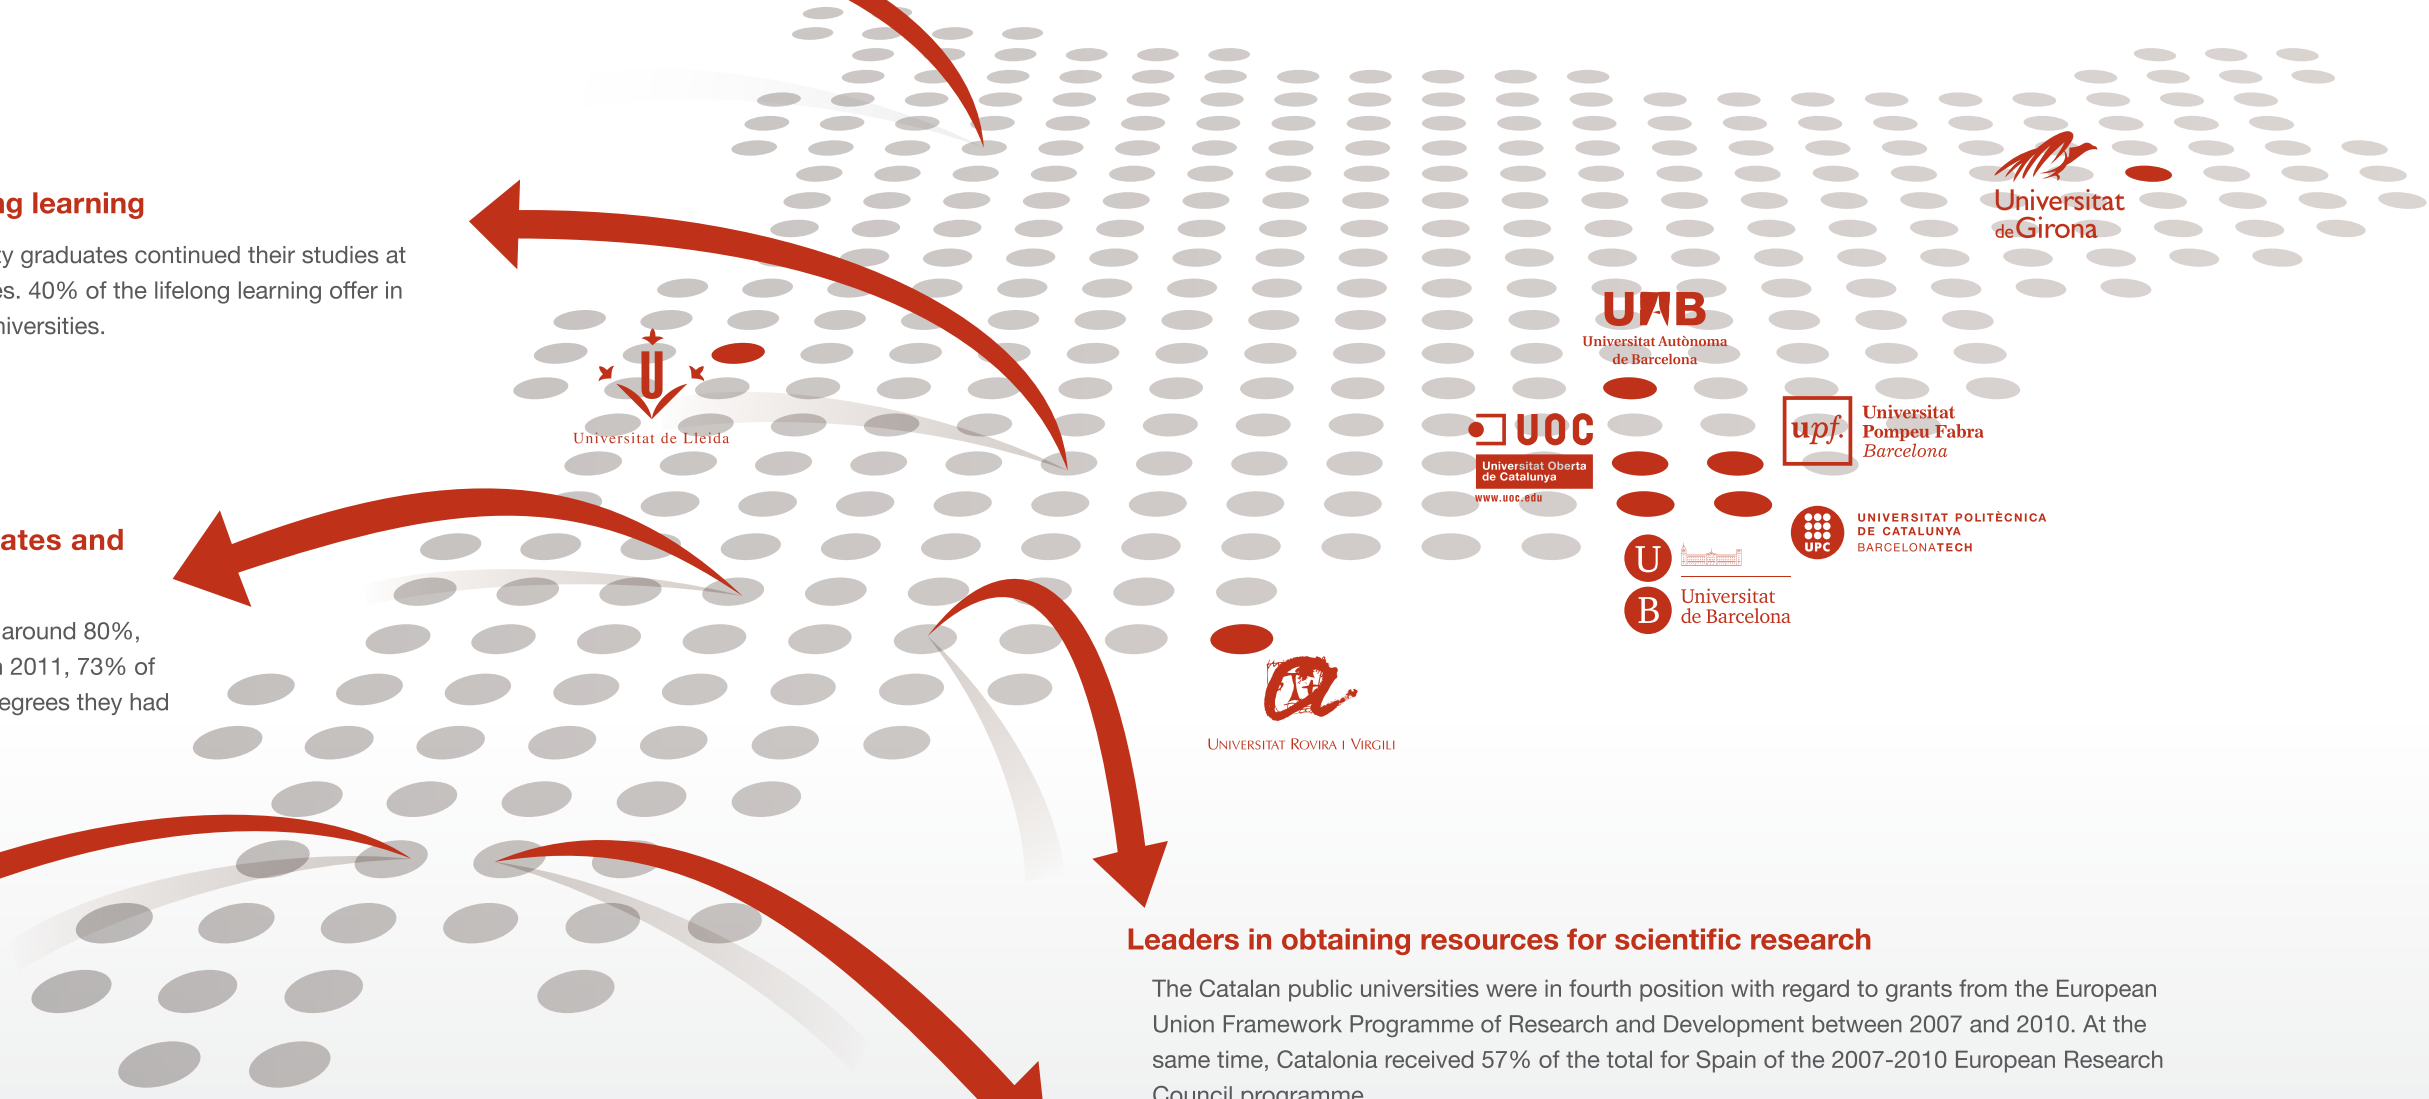 ng learning
ty graduates continued their studies at
es. 40% of the lifelong learning offer in
niversities.
ates and
around 80%,
n 2011, 73% of
egrees they had
Universitat de Lleida
Universitat
de Girona
UAB
Universitat Autònoma
de Barcelona
UOC
Universitat Oberta
de Catalunya
www.uoc.edu
upf.
Universitat
Pompeu Fabra
Barcelona
UPC
UNIVERSITAT POLITÈCNICA
DE CATALUNYA
BARCELONATECH
U
B
Universitat
de Barcelona
UNIVERSITAT ROVIRA I VIRGILI
Leaders in obtaining resources for scientific research
The Catalan public universities were in fourth position with regard to grants from the European
Union Framework Programme of Research and Development between 2007 and 2010. At the
same time, Catalonia received 57% of the total for Spain of the 2007-2010 European Research
Council programme.